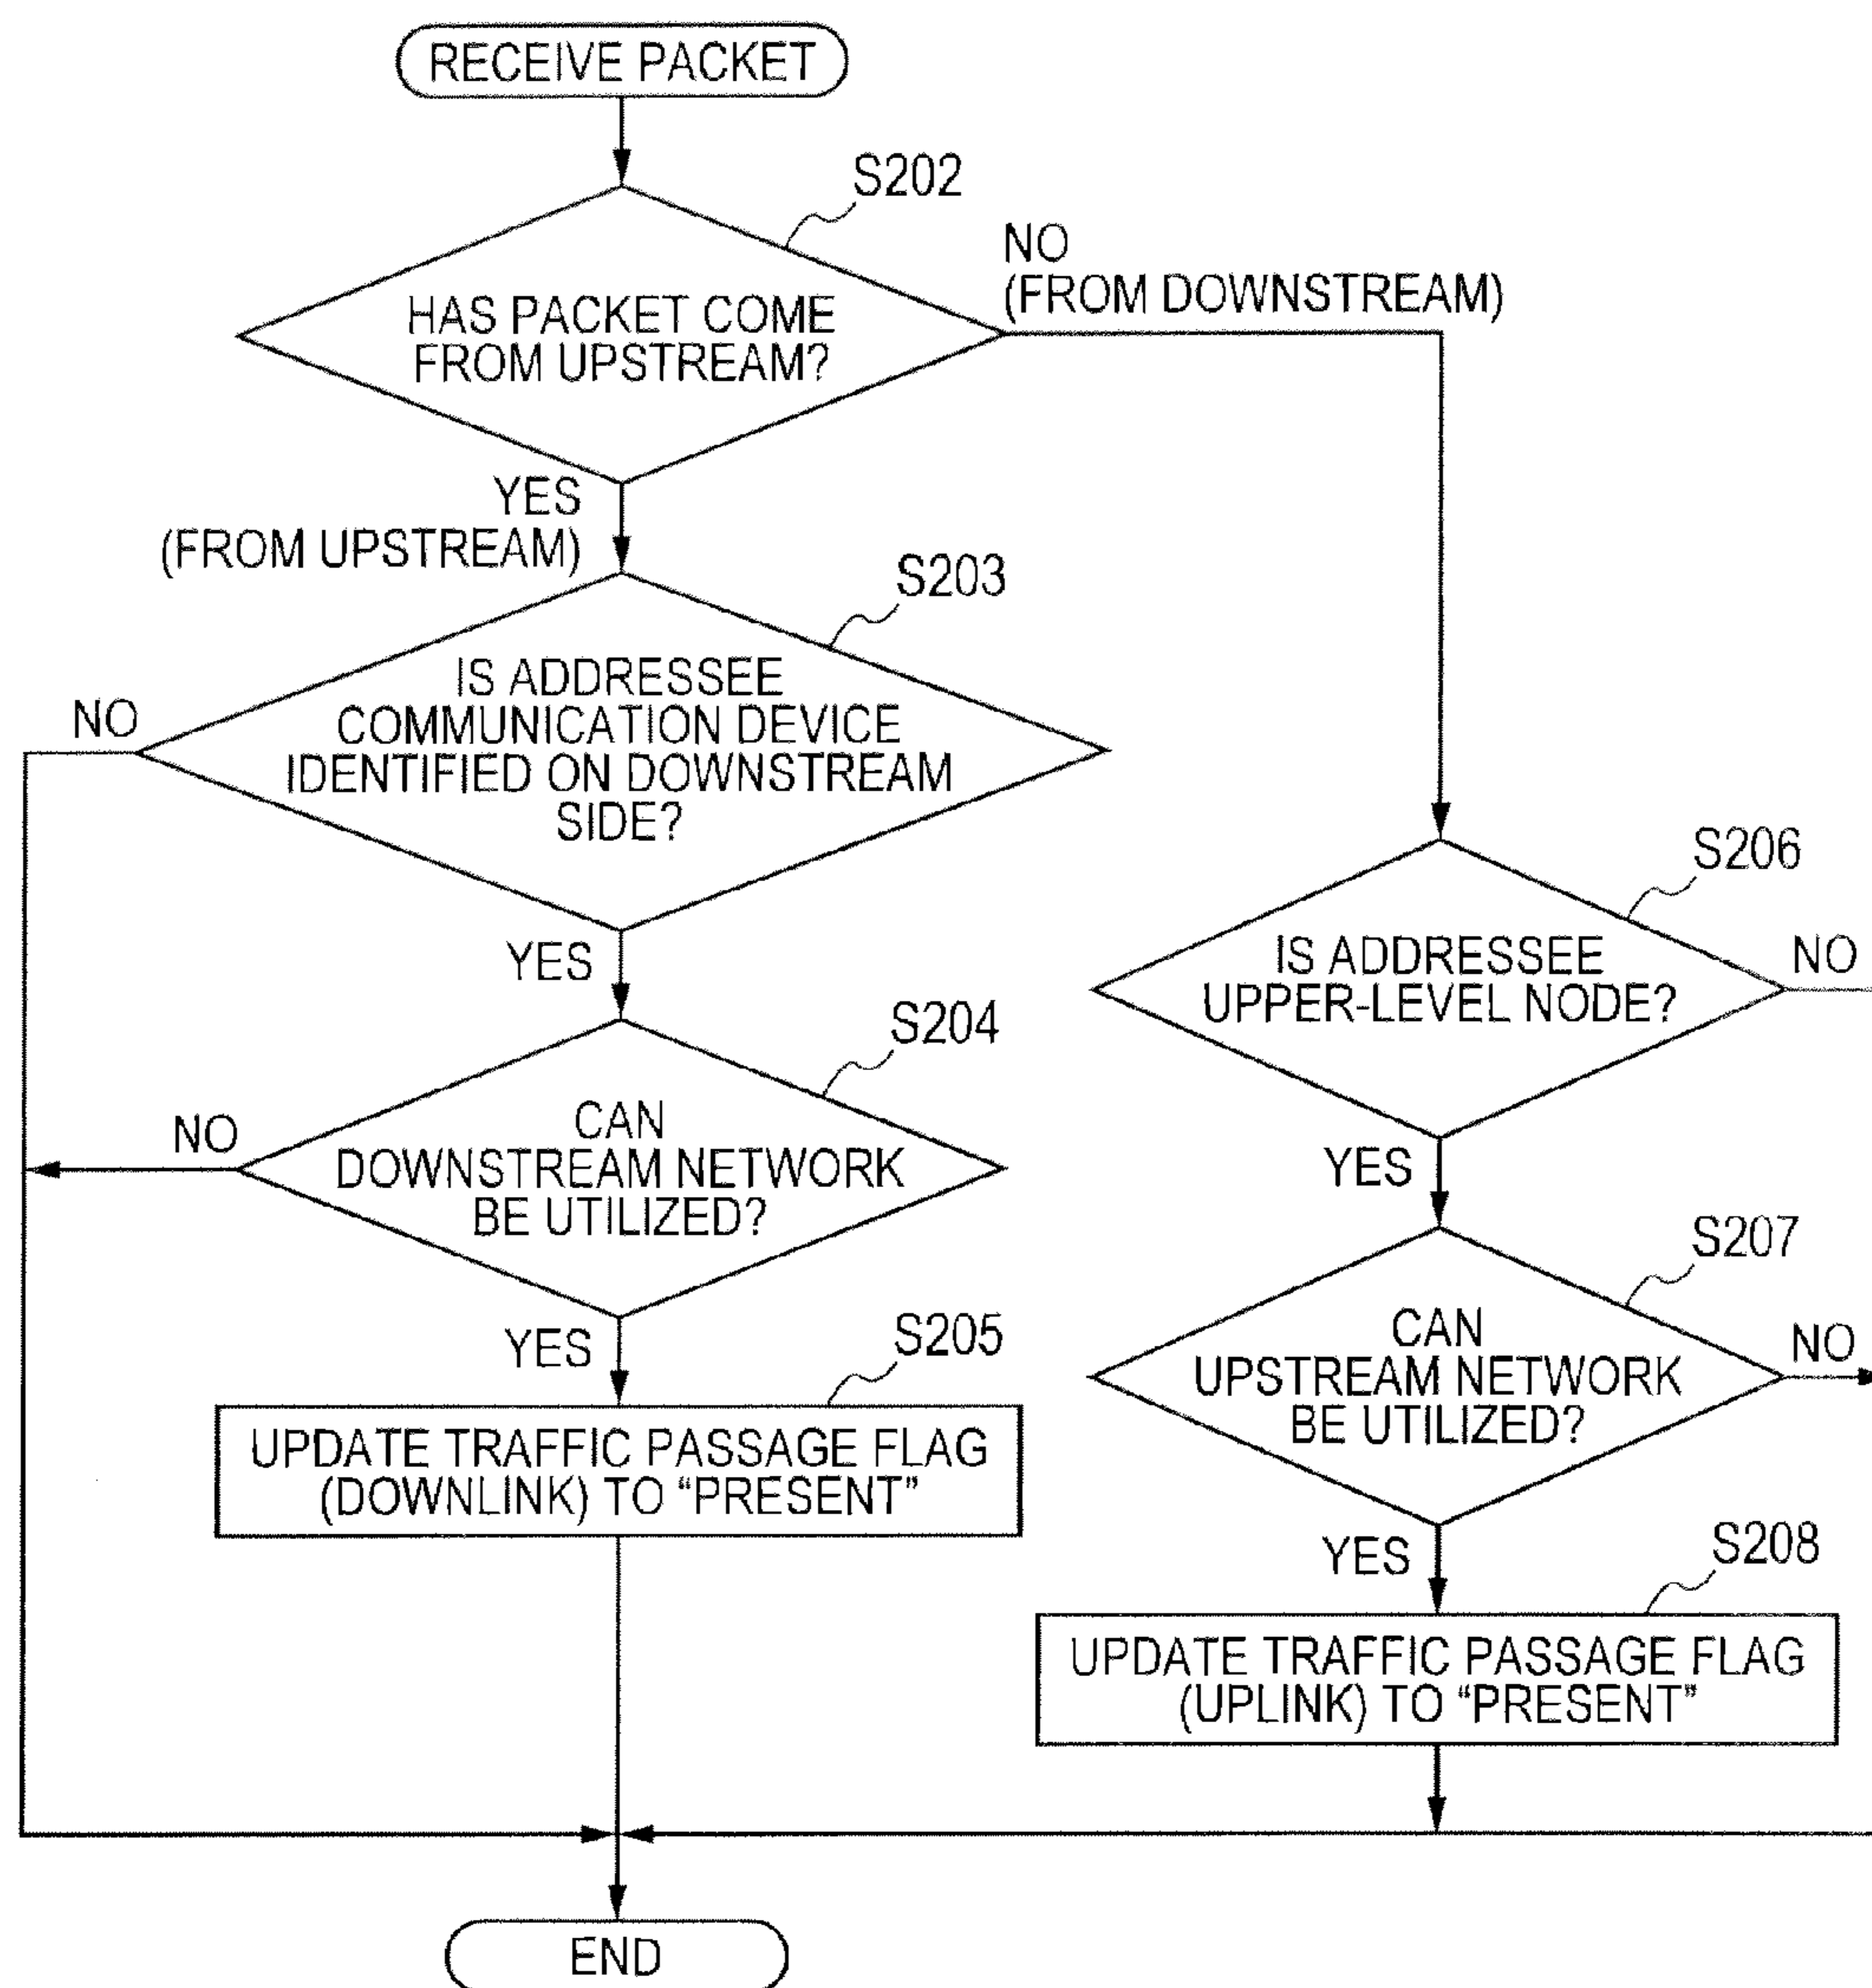 RECEIVE PACKET
S202
HAS PACKET COME
FROM UPSTREAM?
NO
(FROM DOWNSTREAM)
YES
(FROM UPSTREAM)
S203
IS ADDRESSEE
COMMUNICATION DEVICE
IDENTIFIED ON DOWNSTREAM
SIDE?
NO
YES
S204
CAN
DOWNSTREAM NETWORK
BE UTILIZED?
NO
YES
S205
UPDATE TRAFFIC PASSAGE FLAG
(DOWNLINK) TO “PRESENT”
S206
IS ADDRESSEE
UPPER-LEVEL NODE?
NO
YES
S207
CAN
UPSTREAM NETWORK
BE UTILIZED?
NO
YES
S208
UPDATE TRAFFIC PASSAGE FLAG
(UPLINK) TO “PRESENT”
END